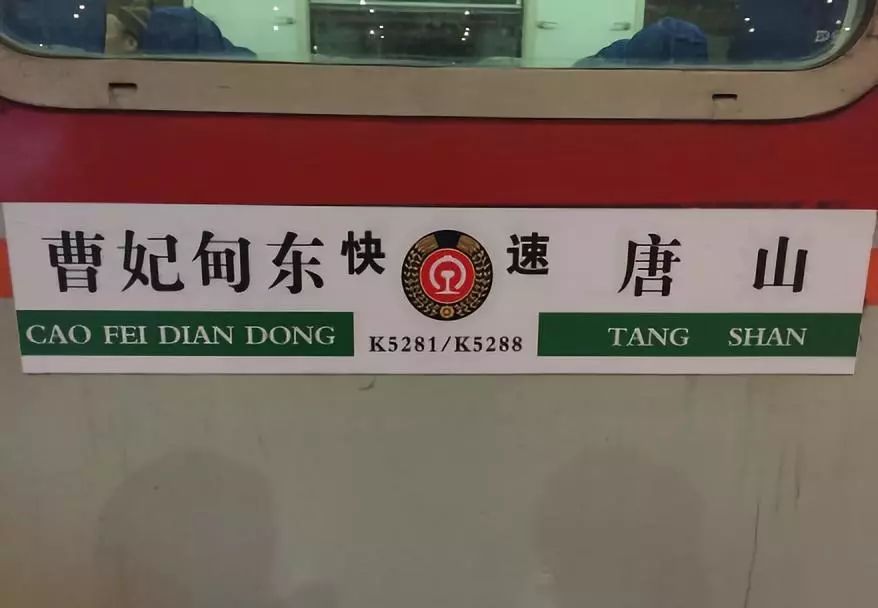 曹妃甸东 快 速 唐 山
CAO FEI DIAN DONG K5281/K5288 TANG SHAN